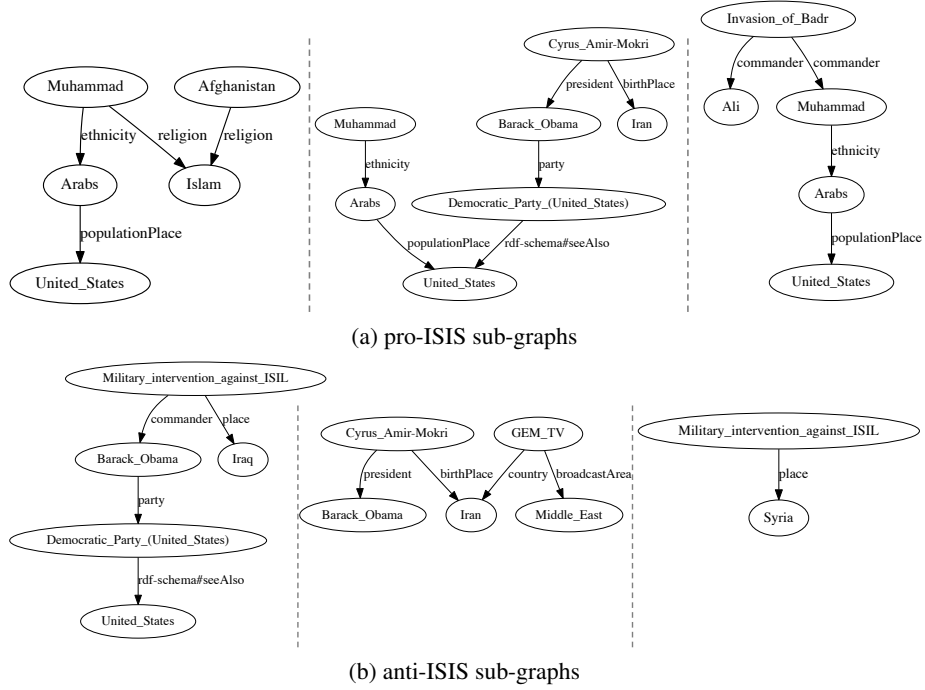 Muhammad
Afghanistan
ethnicity
religion
religion
Arabs
Islam
populationPlace
United_States
Cyrus_Amir-Mokri
president
birthPlace
Muhammad
Barack_Obama
Iran
ethnicity
party
Arabs
Democratic_Party_(United_States)
populationPlace
rdf-schema#seeAlso
United_States
Invasion_of_Badr
commander
commander
Ali
Muhammad
ethnicity
Arabs
populationPlace
United_States
(a) pro-ISIS sub-graphs
Military_intervention_against_ISIL
commander
place
Barack_Obama
Iraq
party
Democratic_Party_(United_States)
rdf-schema#seeAlso
United_States
Cyrus_Amir-Mokri
GEM_TV
president
birthPlace
country
broadcastArea
Barack_Obama
Iran
Middle_East
Military_intervention_against_ISIL
place
Syria
(b) anti-ISIS sub-graphs